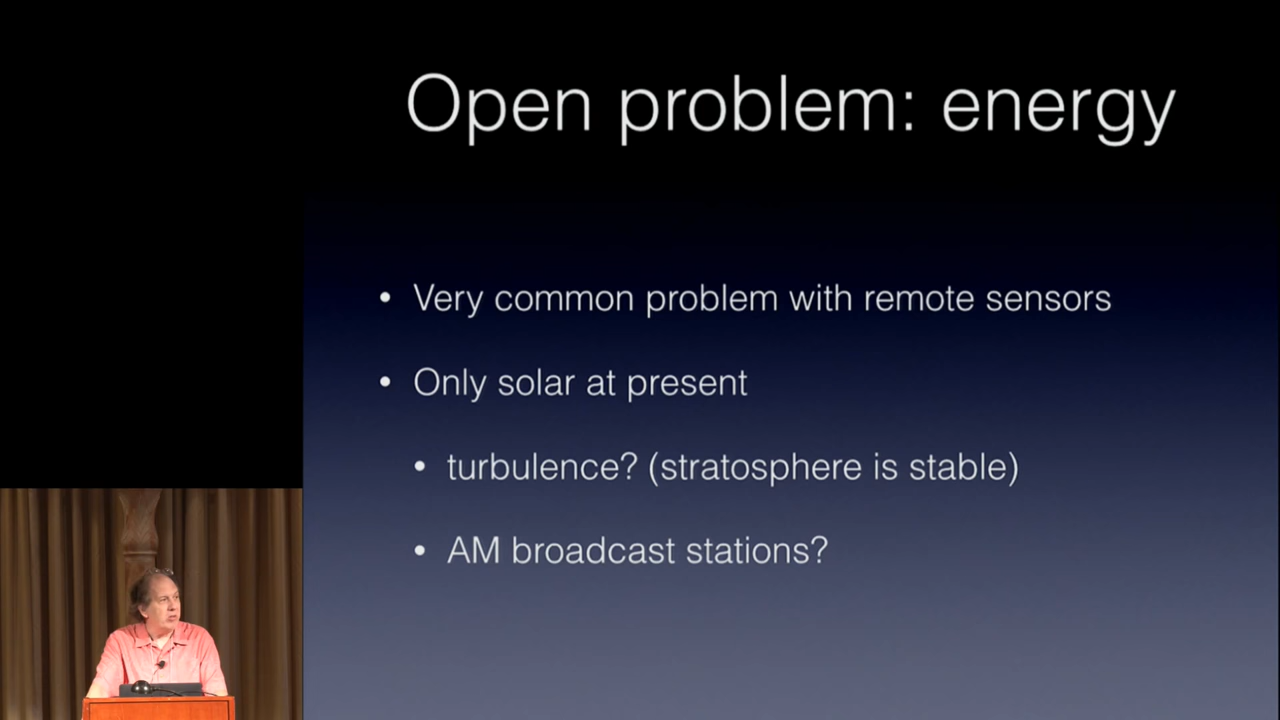 Open problem: energy
• Very common problem with remote sensors
• Only solar at present
• turbulence? (stratosphere is stable)
• AM broadcast stations?